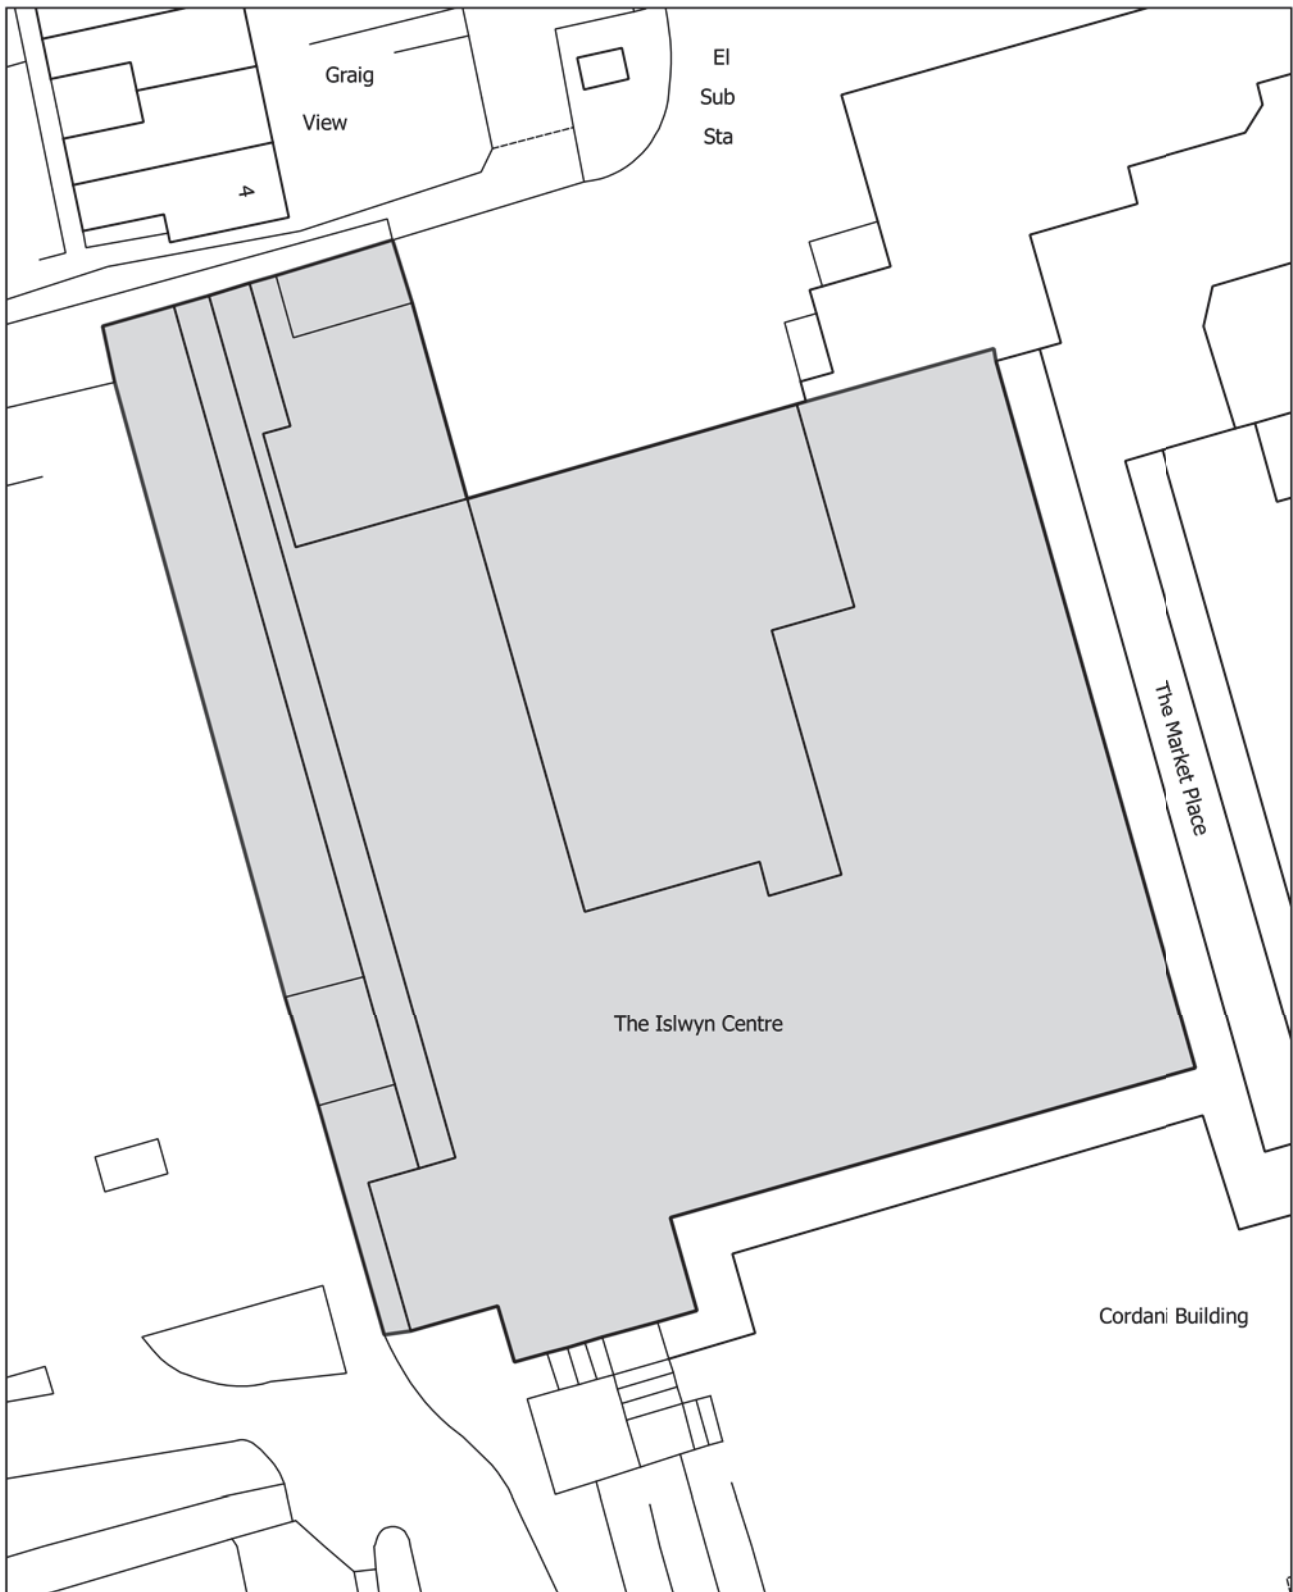 El
Graig
Sub
View
Sta
4
The Market Place
The Islwyn Centre
Cordani Building